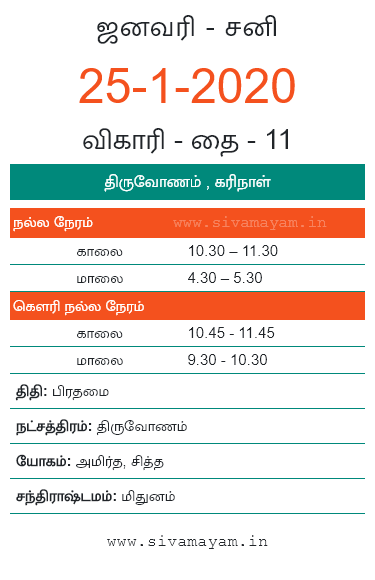 ஜனவரி - சனி
25-1-2020
விகாரி - தை - 11
திருவோணம் , கரிநாள்
நல்ல நேரம் www.sivamayam.in
காலை 10.30 – 11.30
மாலை 4.30 – 5.30
கௌரி நல்ல நேரம்
காலை 10.45 - 11.45
மாலை 9.30 - 10.30
திதி: பிரதமை
நட்சத்திரம்: திருவோணம்
யோகம்: அமிர்த, சித்த
சந்திராஷ்டமம்: மிதுனம்
www.sivamayam.in